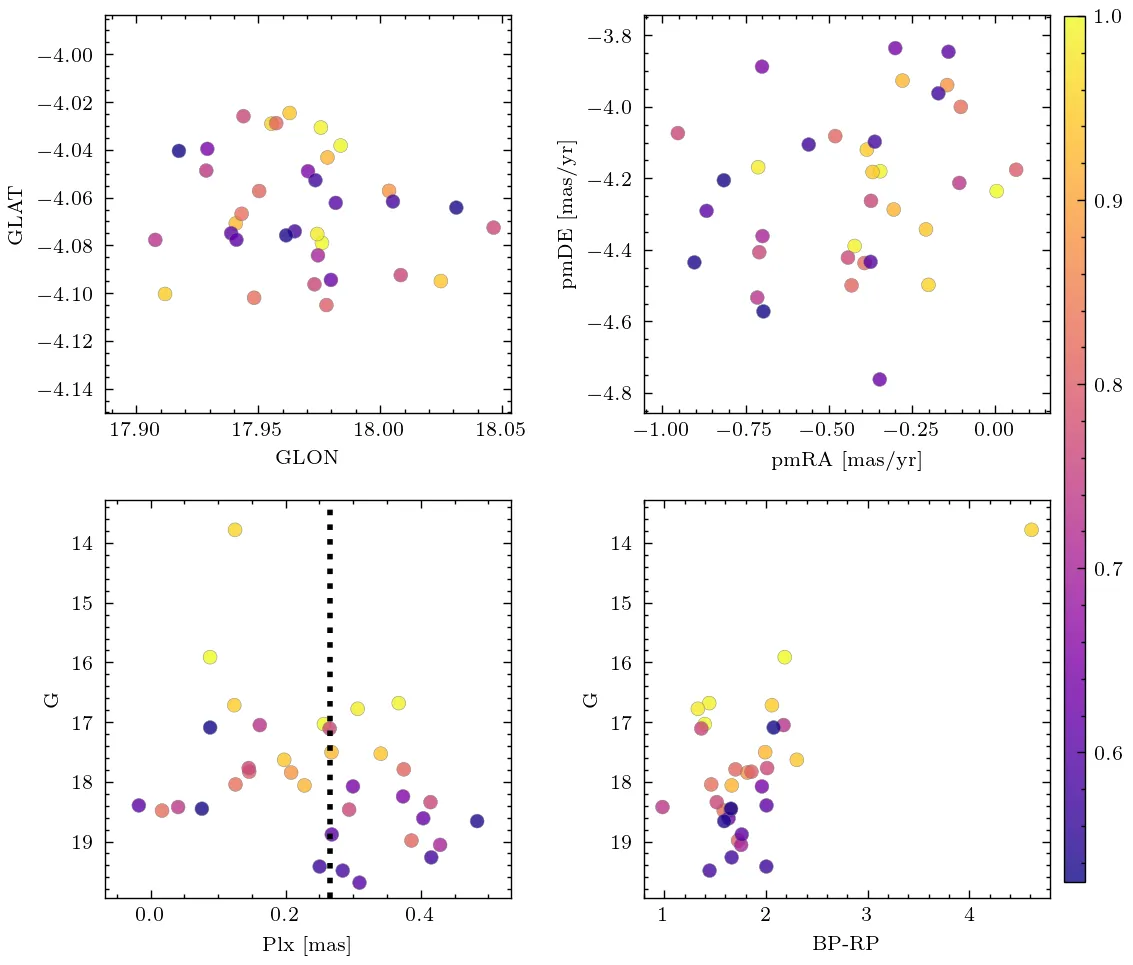 −4.00
−4.02
−4.04
−4.06
−4.08
−4.10
−4.12
−4.14
GLAT
17.90 17.95 18.00 18.05
GLON
−3.8
−4.0
−4.2
−4.4
−4.6
−4.8
pmDE [mas/yr]
−1.00 −0.75 −0.50 −0.25 0.00
pmRA [mas/yr]
1.0
0.9
0.8
0.7
0.6
14
15
16
17
18
19
G
0.0 0.2 0.4
Plx [mas]
14
15
16
17
18
19
G
1 2 3 4
BP-RP